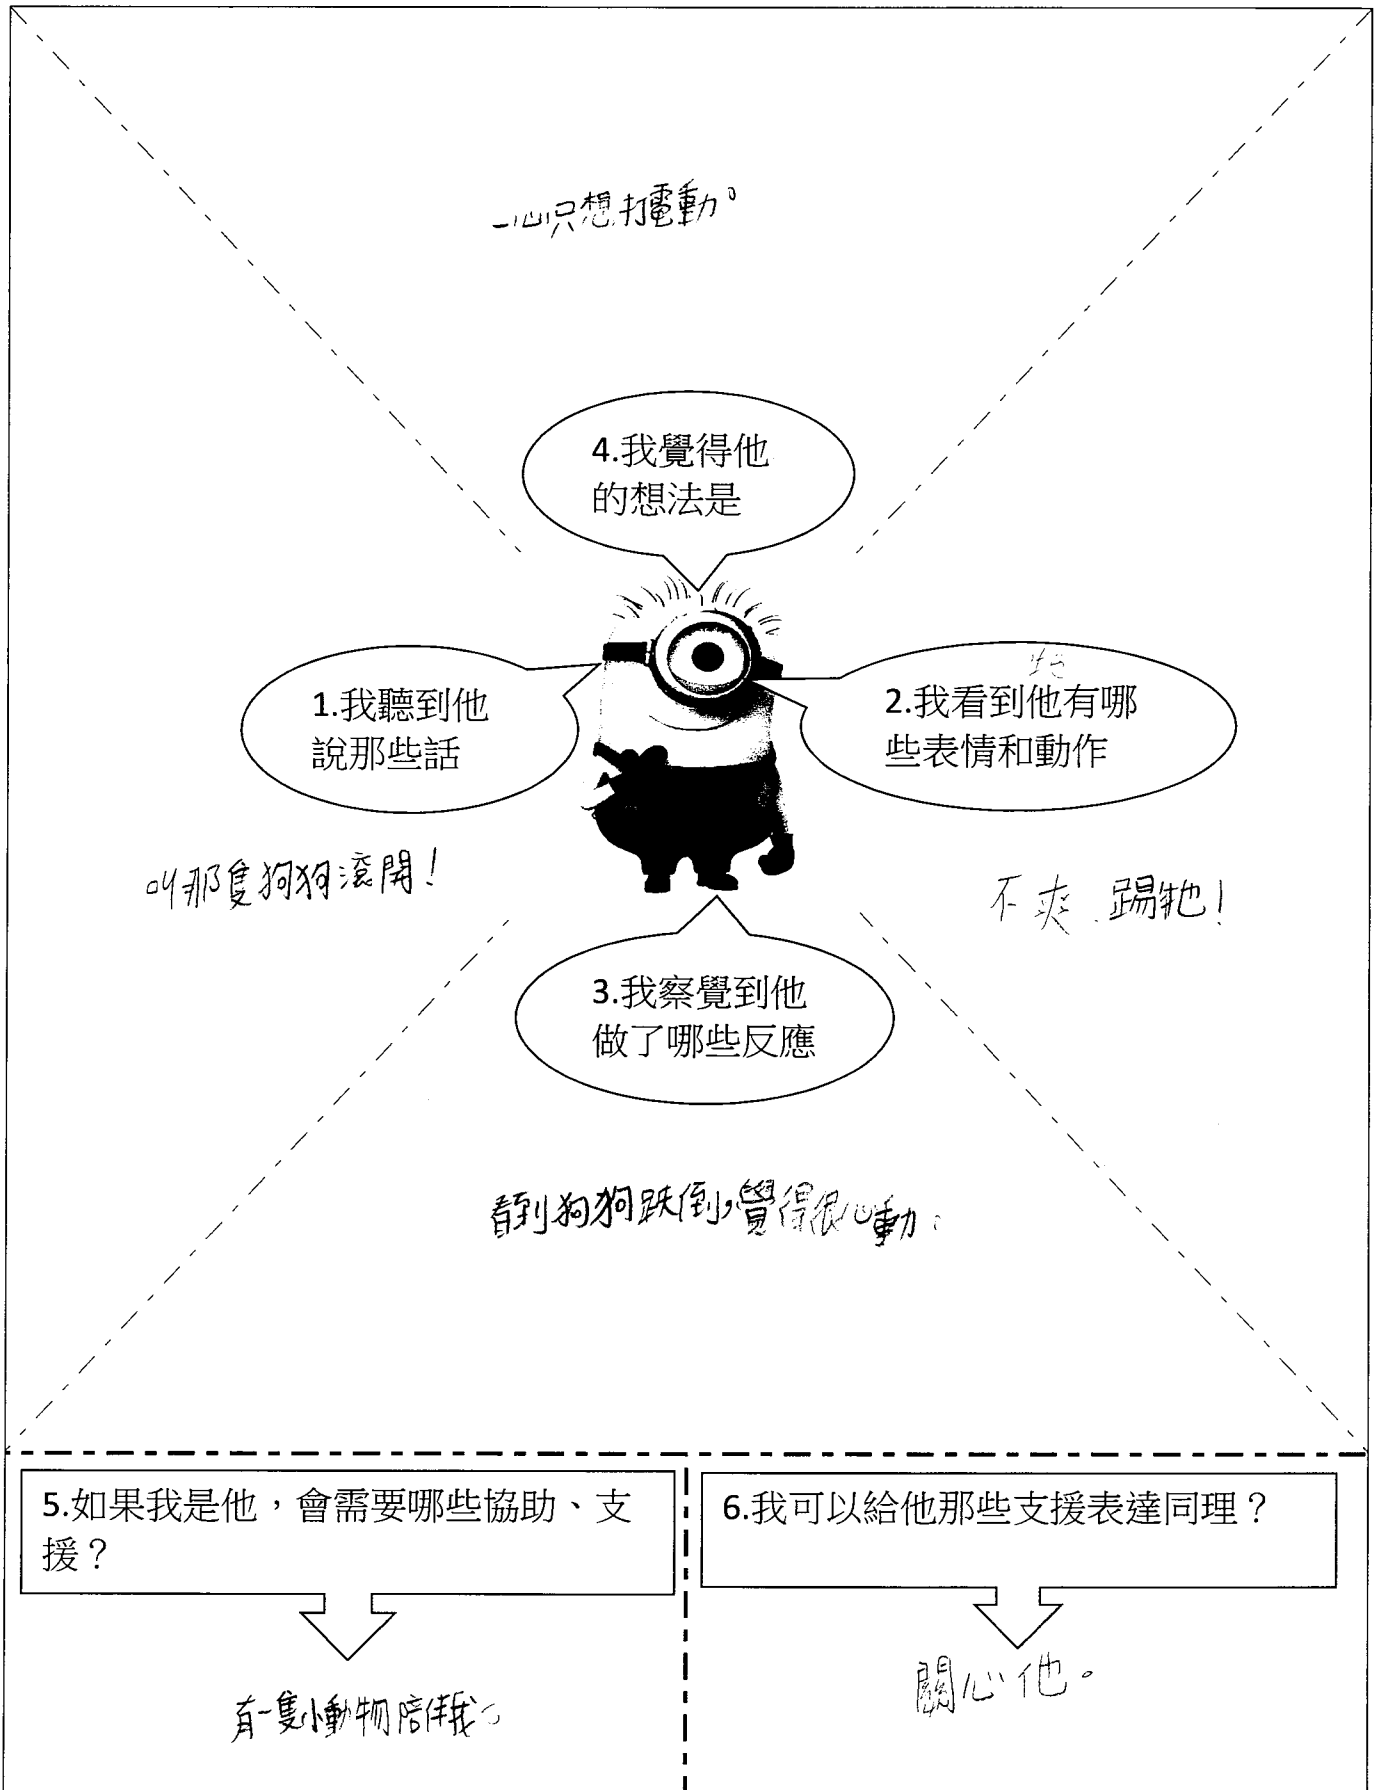 一心只想打電動。
4.我覺得他
的想法是
1.我聽到他
說那些話
2.我看到他有哪
些表情和動作
叫那隻狗狗滾開!
不爽.踢牠!
3.我察覺到他
做了哪些反應
看到狗狗跌倒,覺得很心動。
5.如果我是他,會需要哪些協助、支
援?
有一隻小動物陪伴我。
6.我可以給他那些支援表達同理?
關心他。